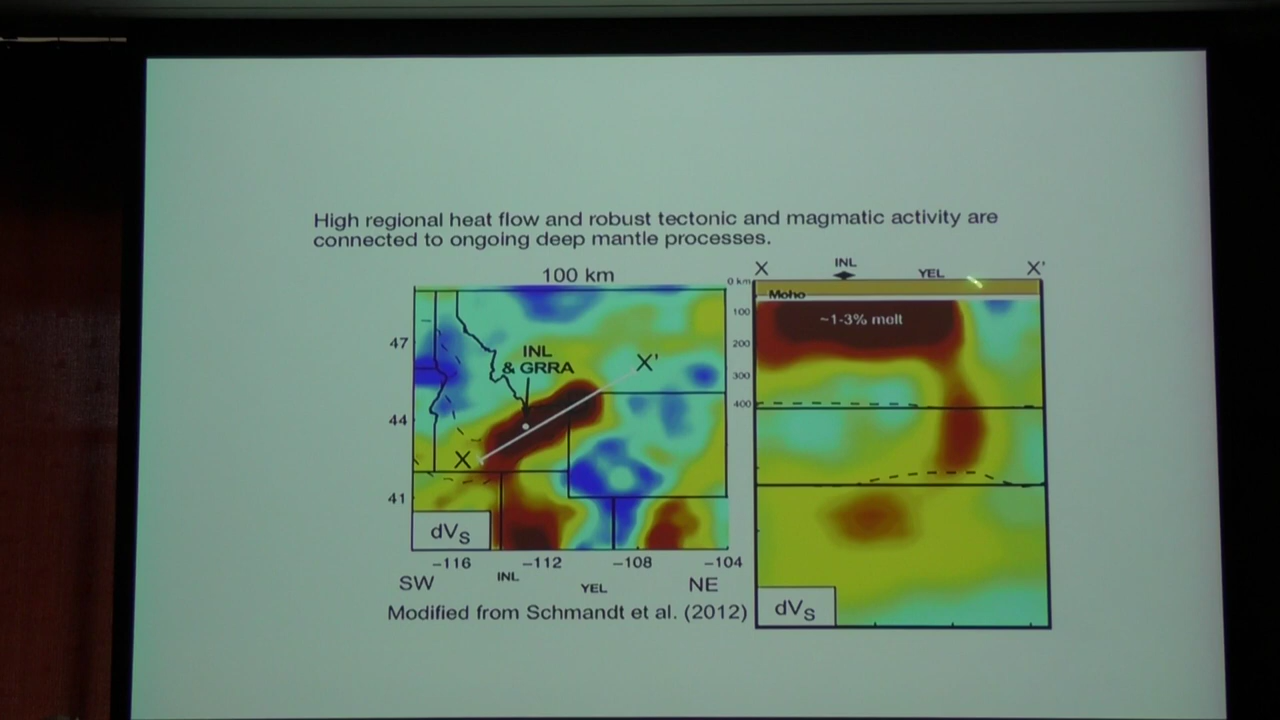 High regional heat flow and robust tectonic and magmatic activity are
connected to ongoing deep mantle processes.
100 km
47
44
41
INL
& GRRA
X'
X
dVS
-116
-112
-108
-104
SW
INL
YEL
NE
Modified from Schmandt et al. (2012)
X
INL
YEL
X'
0 km
Moho
100
200
300
400
~1-3% melt
dVS